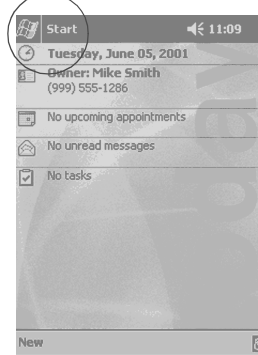 Start 11:09
Tuesday, June 05, 2001
Owner: Mike Smith
(999) 555-1286
No upcoming appointments
No unread messages
No tasks
New